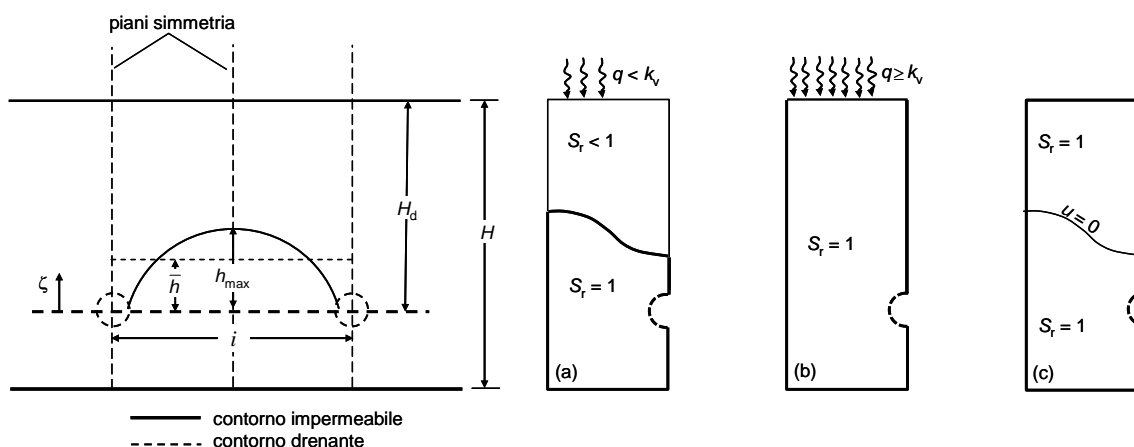 piani simmetria
ζ
h̅
h_max
H_d
H
i
contorno impermeabile
contorno drenante
q < k_v
S_r < 1
S_r = 1
(a)
q ≥ k_v
S_r = 1
(b)
S_r = 1
u=0
S_r = 1
(c)